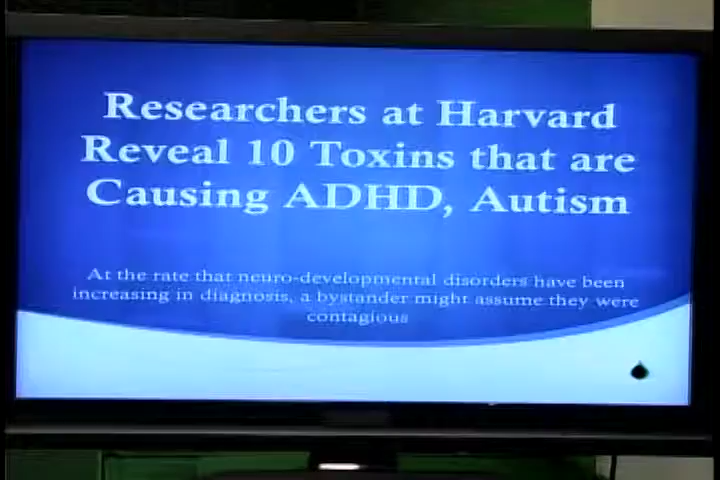 Researchers at Harvard
Reveal 10 Toxins that are
Causing ADHD, Autism
At the rate that neuro-developmental disorders have been
increasing in diagnosis, a bystander might assume they were
contagious